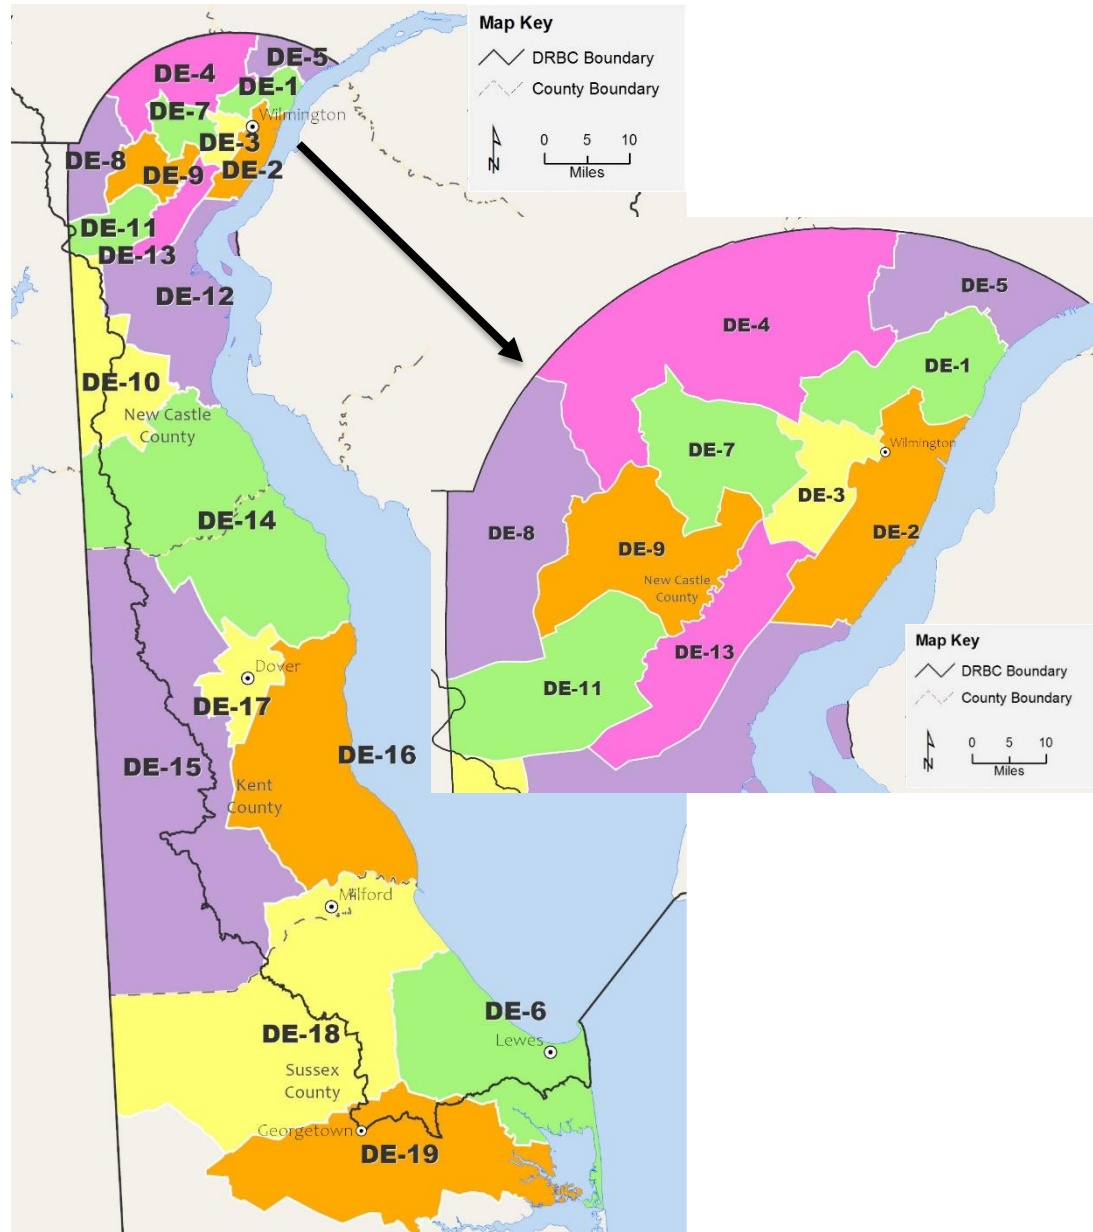 Map Key
DRBC Boundary
County Boundary
N
0 5 10
Miles
DE-5
DE-4
DE-1
DE-7
Wilmington
DE-3
DE-8
DE-9
DE-2
DE-11
DE-13
DE-12
DE-10
New Castle
County
DE-14
Dover
DE-17
DE-16
DE-15
Kent
County
Milford
DE-6
DE-18
Lewes
Sussex
County
Georgetown
DE-19
DE-5
DE-4
DE-1
DE-7
Wilmington
DE-3
DE-8
DE-2
DE-9
New Castle
County
DE-13
DE-11
Map Key
DRBC Boundary
County Boundary
N
0 5 10
Miles